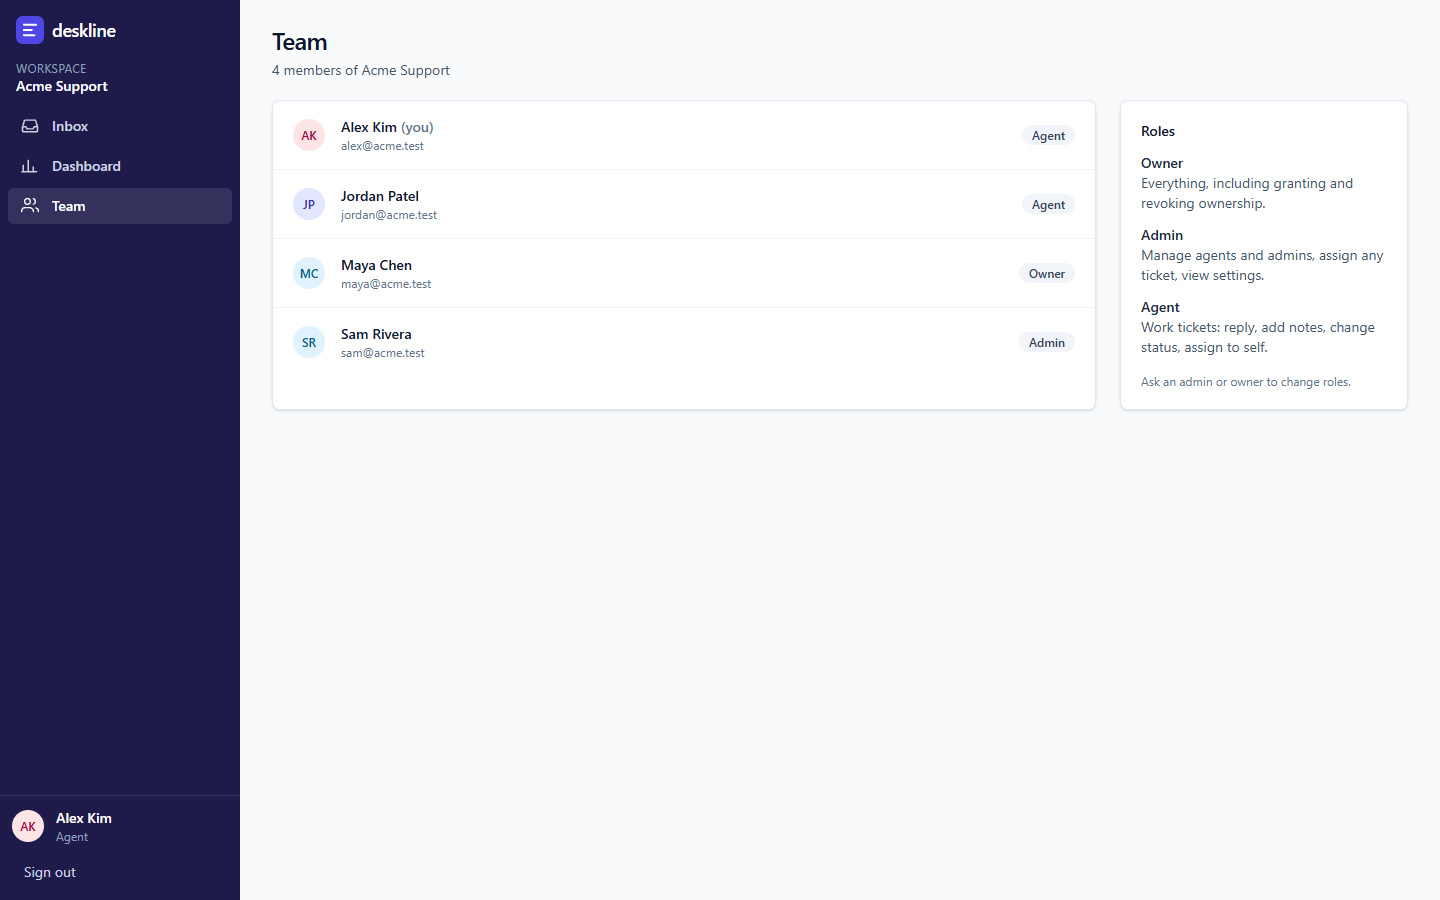 deskline
WORKSPACE
Acme Support
Inbox
Dashboard
Team
AK
Alex Kim
Agent
Sign out
Team
4 members of Acme Support
AK
Alex Kim (you)
alex@acme.test
Agent
JP
Jordan Patel
jordan@acme.test
Agent
MC
Maya Chen
maya@acme.test
Owner
SR
Sam Rivera
sam@acme.test
Admin
Roles
Owner
Everything, including granting and
revoking ownership.
Admin
Manage agents and admins, assign any
ticket, view settings.
Agent
Work tickets: reply, add notes, change
status, assign to self.
Ask an admin or owner to change roles.